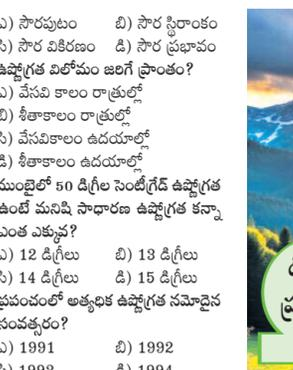 ఎ) సౌరపుటం బి) సౌర స్థిరాంకం
సి) సౌర వికిరణం డి) సౌర ప్రభావం
ఉష్ణోగ్రత విలోమం జరిగే ప్రాంతం?
ఎ) వేసవి కాలం రాత్రుల్లో
బి) శీతాకాలం రాత్రుల్లో
సి) వేసవికాలం ఉదయాల్లో
డి) శీతాకాలం ఉదయాల్లో
ముంబైలో 50 డిగ్రీల సెంటీగ్రేడ్ ఉష్ణోగ్రత
ఉంటే మనిషి సాధారణ ఉష్ణోగ్రత కన్నా
ఎంత ఎక్కువ?
ఎ) 12 డిగ్రీలు బి) 13 డిగ్రీలు
సి) 14 డిగ్రీలు డి) 15 డిగ్రీలు
ప్రపంచంలో అత్యధిక ఉష్ణోగ్రత నమోదైన
సంవత్సరం?
ఎ) 1991 బి) 1992